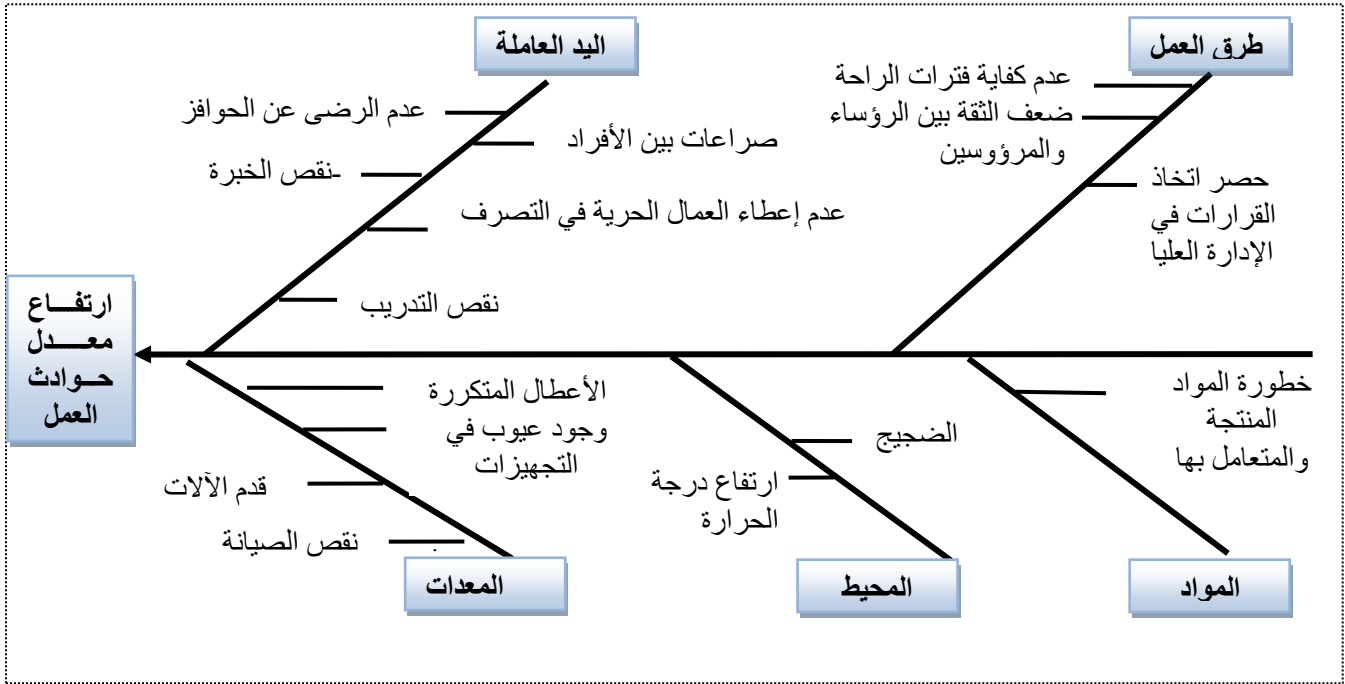 طرق العمل
عدم كفاية فترات الراحة
ضعف الثقة بين الرؤساء
والمرؤوسين
حصر اتخاذ
القرارات في
الإدارة العليا
اليد العاملة
عدم الرضى عن الحوافز
صراعات بين الأفراد
-نقص الخبرة
عدم إعطاء العمال الحرية في التصرف
نقص التدريب
ارتفـــاع
معــــدل
حــوادث
العمل
خطورة المواد
المنتجة
والمتعامل بها
المواد
الضجيج
ارتفاع درجة
الحرارة
المحيط
الأعطال المتكررة
وجود عيوب في
التجهيزات
قدم الآلات
نقص الصيانة
المعدات